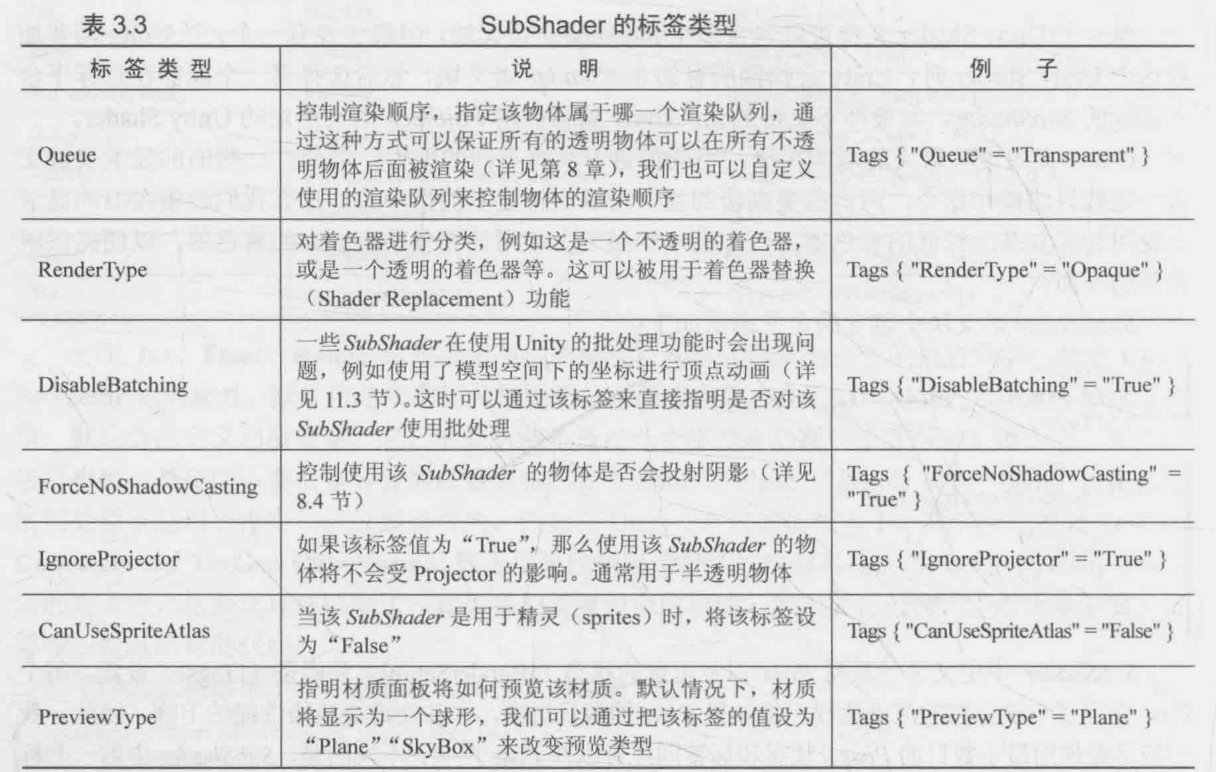 表 3.3
SubShader 的标签类型
标 签 类 型
说 明
例 子
Queue
控制渲染顺序，指定该物体属于哪一个渲染队列，通
过这种方式可以保证所有的透明物体可以在所有不透
明物体后面被渲染（详见第 8 章），我们也可以自定义
使用的渲染队列来控制物体的渲染顺序
Tags { "Queue" = "Transparent" }
RenderType
对着色器进行分类，例如这是一个不透明的着色器，
或是一个透明的着色器等。这可以被用于着色器替换
（Shader Replacement）功能
Tags { "RenderType" = "Opaque" }
DisableBatching
一些 SubShader 在使用 Unity 的批处理功能时会出现问
题，例如使用了模型空间下的坐标进行顶点动画（详
见 11.3 节）。这时可以通过该标签来直接指明是否对该
SubShader 使用批处理
Tags { "DisableBatching" = "True" }
ForceNoShadowCasting
控制使用该 SubShader 的物体是否会投射阴影（详见
8.4 节）
Tags { "ForceNoShadowCasting" =
"True" }
IgnoreProjector
如果该标签值为“True”，那么使用该 SubShader 的物
体将不会受 Projector 的影响。通常用于半透明物体
Tags { "IgnoreProjector" = "True" }
CanUseSpriteAtlas
当该 SubShader 是用于精灵（sprites）时，将该标签设
为“False”
Tags { "CanUseSpriteAtlas" = "False" }
PreviewType
指明材质面板将如何预览该材质。默认情况下，材质
将显示为一个球形，我们可以通过把该标签的值设为
“Plane”“SkyBox”来改变预览类型
Tags { "PreviewType" = "Plane" }